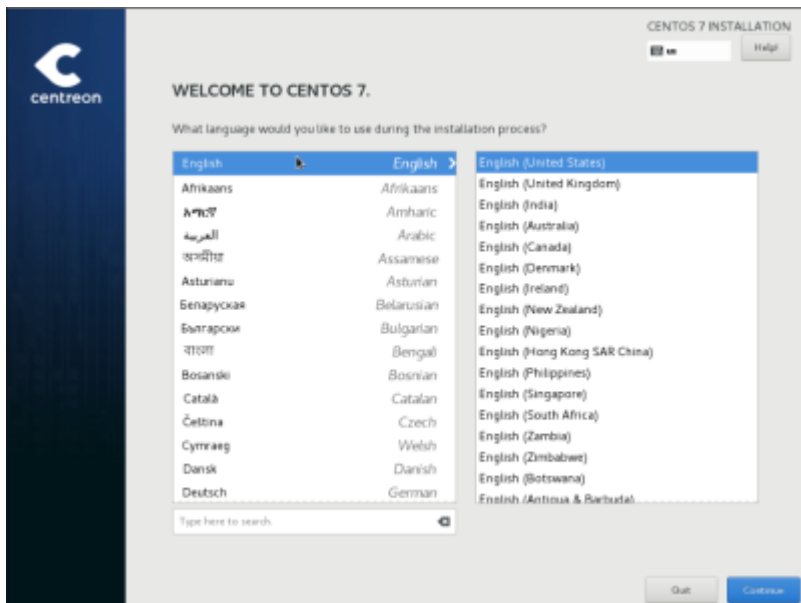 centreon
CENTOS 7 INSTALLATION
us
Help!
WELCOME TO CENTOS 7.
What language would you like to use during the installation process?
English English
Afrikaans Afrikaans
አማርኛ Amharic
العربية Arabic
অসমীয়া Assamese
Asturianu Asturian
Беларуская Belarusian
Български Bulgarian
বাংলা Bengali
Bosanski Bosnian
Català Catalan
Čeština Czech
Cymraeg Welsh
Dansk Danish
Deutsch German
English (United States)
English (United Kingdom)
English (India)
English (Australia)
English (Canada)
English (Denmark)
English (Ireland)
English (New Zealand)
English (Nigeria)
English (Hong Kong SAR China)
English (Philippines)
English (Singapore)
English (South Africa)
English (Zambia)
English (Zimbabwe)
English (Botswana)
English (Antigua & Barbuda)
Type here to search.
Quit
Continue